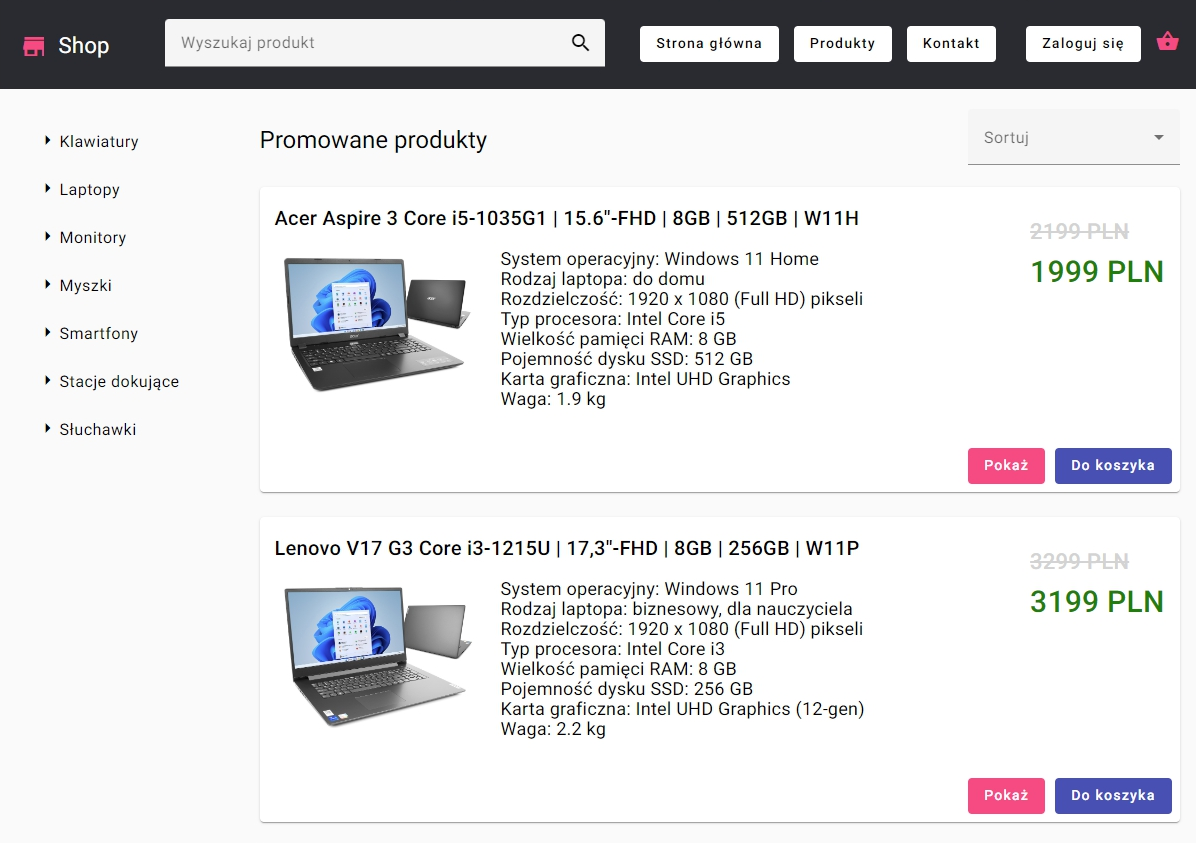 Shop
Wyszukaj produkt
Strona główna
Produkty
Kontakt
Zaloguj się
Klawiatury
Laptopy
Monitory
Myszki
Smartfony
Stacje dokujące
Słuchawki
Promowane produkty
Sortuj
Acer Aspire 3 Core i5-1035G1 | 15.6"-FHD | 8GB | 512GB | W11H
2199 PLN
1999 PLN
System operacyjny: Windows 11 Home
Rodzaj laptopa: do domu
Rozdzielczość: 1920 x 1080 (Full HD) pikseli
Typ procesora: Intel Core i5
Wielkość pamięci RAM: 8 GB
Pojemność dysku SSD: 512 GB
Karta graficzna: Intel UHD Graphics
Waga: 1.9 kg
Pokaż
Do koszyka
Lenovo V17 G3 Core i3-1215U | 17,3"-FHD | 8GB | 256GB | W11P
3299 PLN
3199 PLN
System operacyjny: Windows 11 Pro
Rodzaj laptopa: biznesowy, dla nauczyciela
Rozdzielczość: 1920 x 1080 (Full HD) pikseli
Typ procesora: Intel Core i3
Wielkość pamięci RAM: 8 GB
Pojemność dysku SSD: 256 GB
Karta graficzna: Intel UHD Graphics (12-gen)
Waga: 2.2 kg
Pokaż
Do koszyka